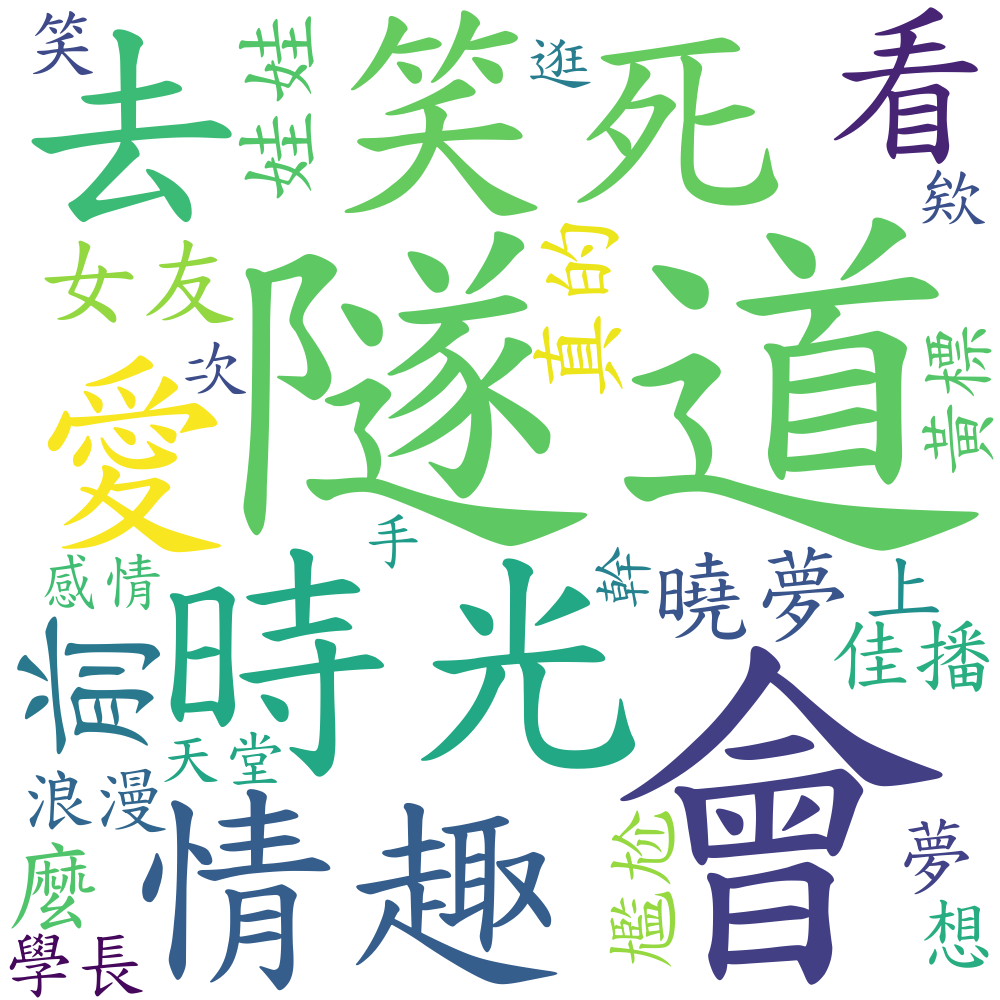 笑
去
娃娃
笑死
逛
看
欸
女友
隧道
真的
黃標
次
愛
手
感情
時光
幹
曉夢
上
佳播
當
天堂
浪漫
情趣
會
尷尬
夢
麼
想
學長